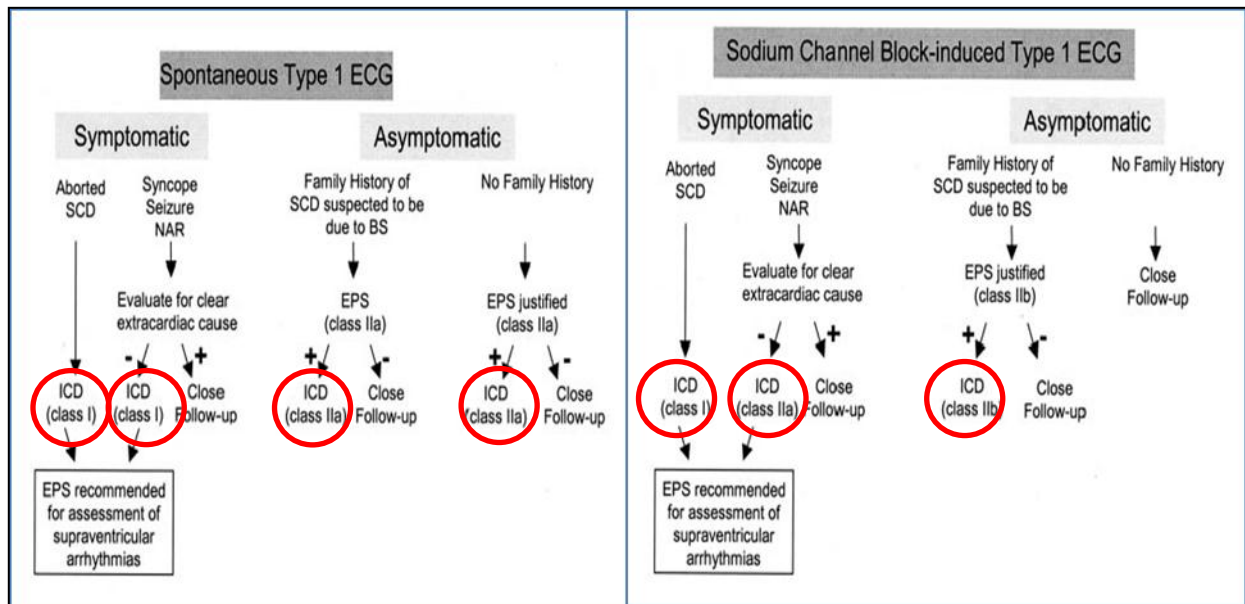 Spontaneous Type 1 ECG
Symptomatic
Asymptomatic
Aborted
SCD
Syncope
Seizure
NAR
Family History of
SCD suspected to be
due to BS
No Family History
Evaluate for clear
extracardiac cause
EPS
(class IIa)
EPS justified
(class IIa)
-
+
+
-
+
-
ICD
(class I)
ICD
(class I)
Close
Follow-up
ICD
(class IIa)
Close
Follow-up
ICD
(class IIa)
Close
Follow-up
EPS recommended
for assessment of
supraventricular
arrhythmias
Sodium Channel Block-induced Type 1 ECG
Symptomatic
Asymptomatic
Aborted
SCD
Syncope
Seizure
NAR
Family History of
SCD suspected to be
due to BS
No Family History
Evaluate for clear
extracardiac cause
EPS justified
(class IIb)
Close
Follow-up
-
+
+
-
ICD
(class I)
ICD
(class IIa)
Close
Follow-up
ICD
(class IIb)
Close
Follow-up
EPS recommended
for assessment of
supraventricular
arrhythmias